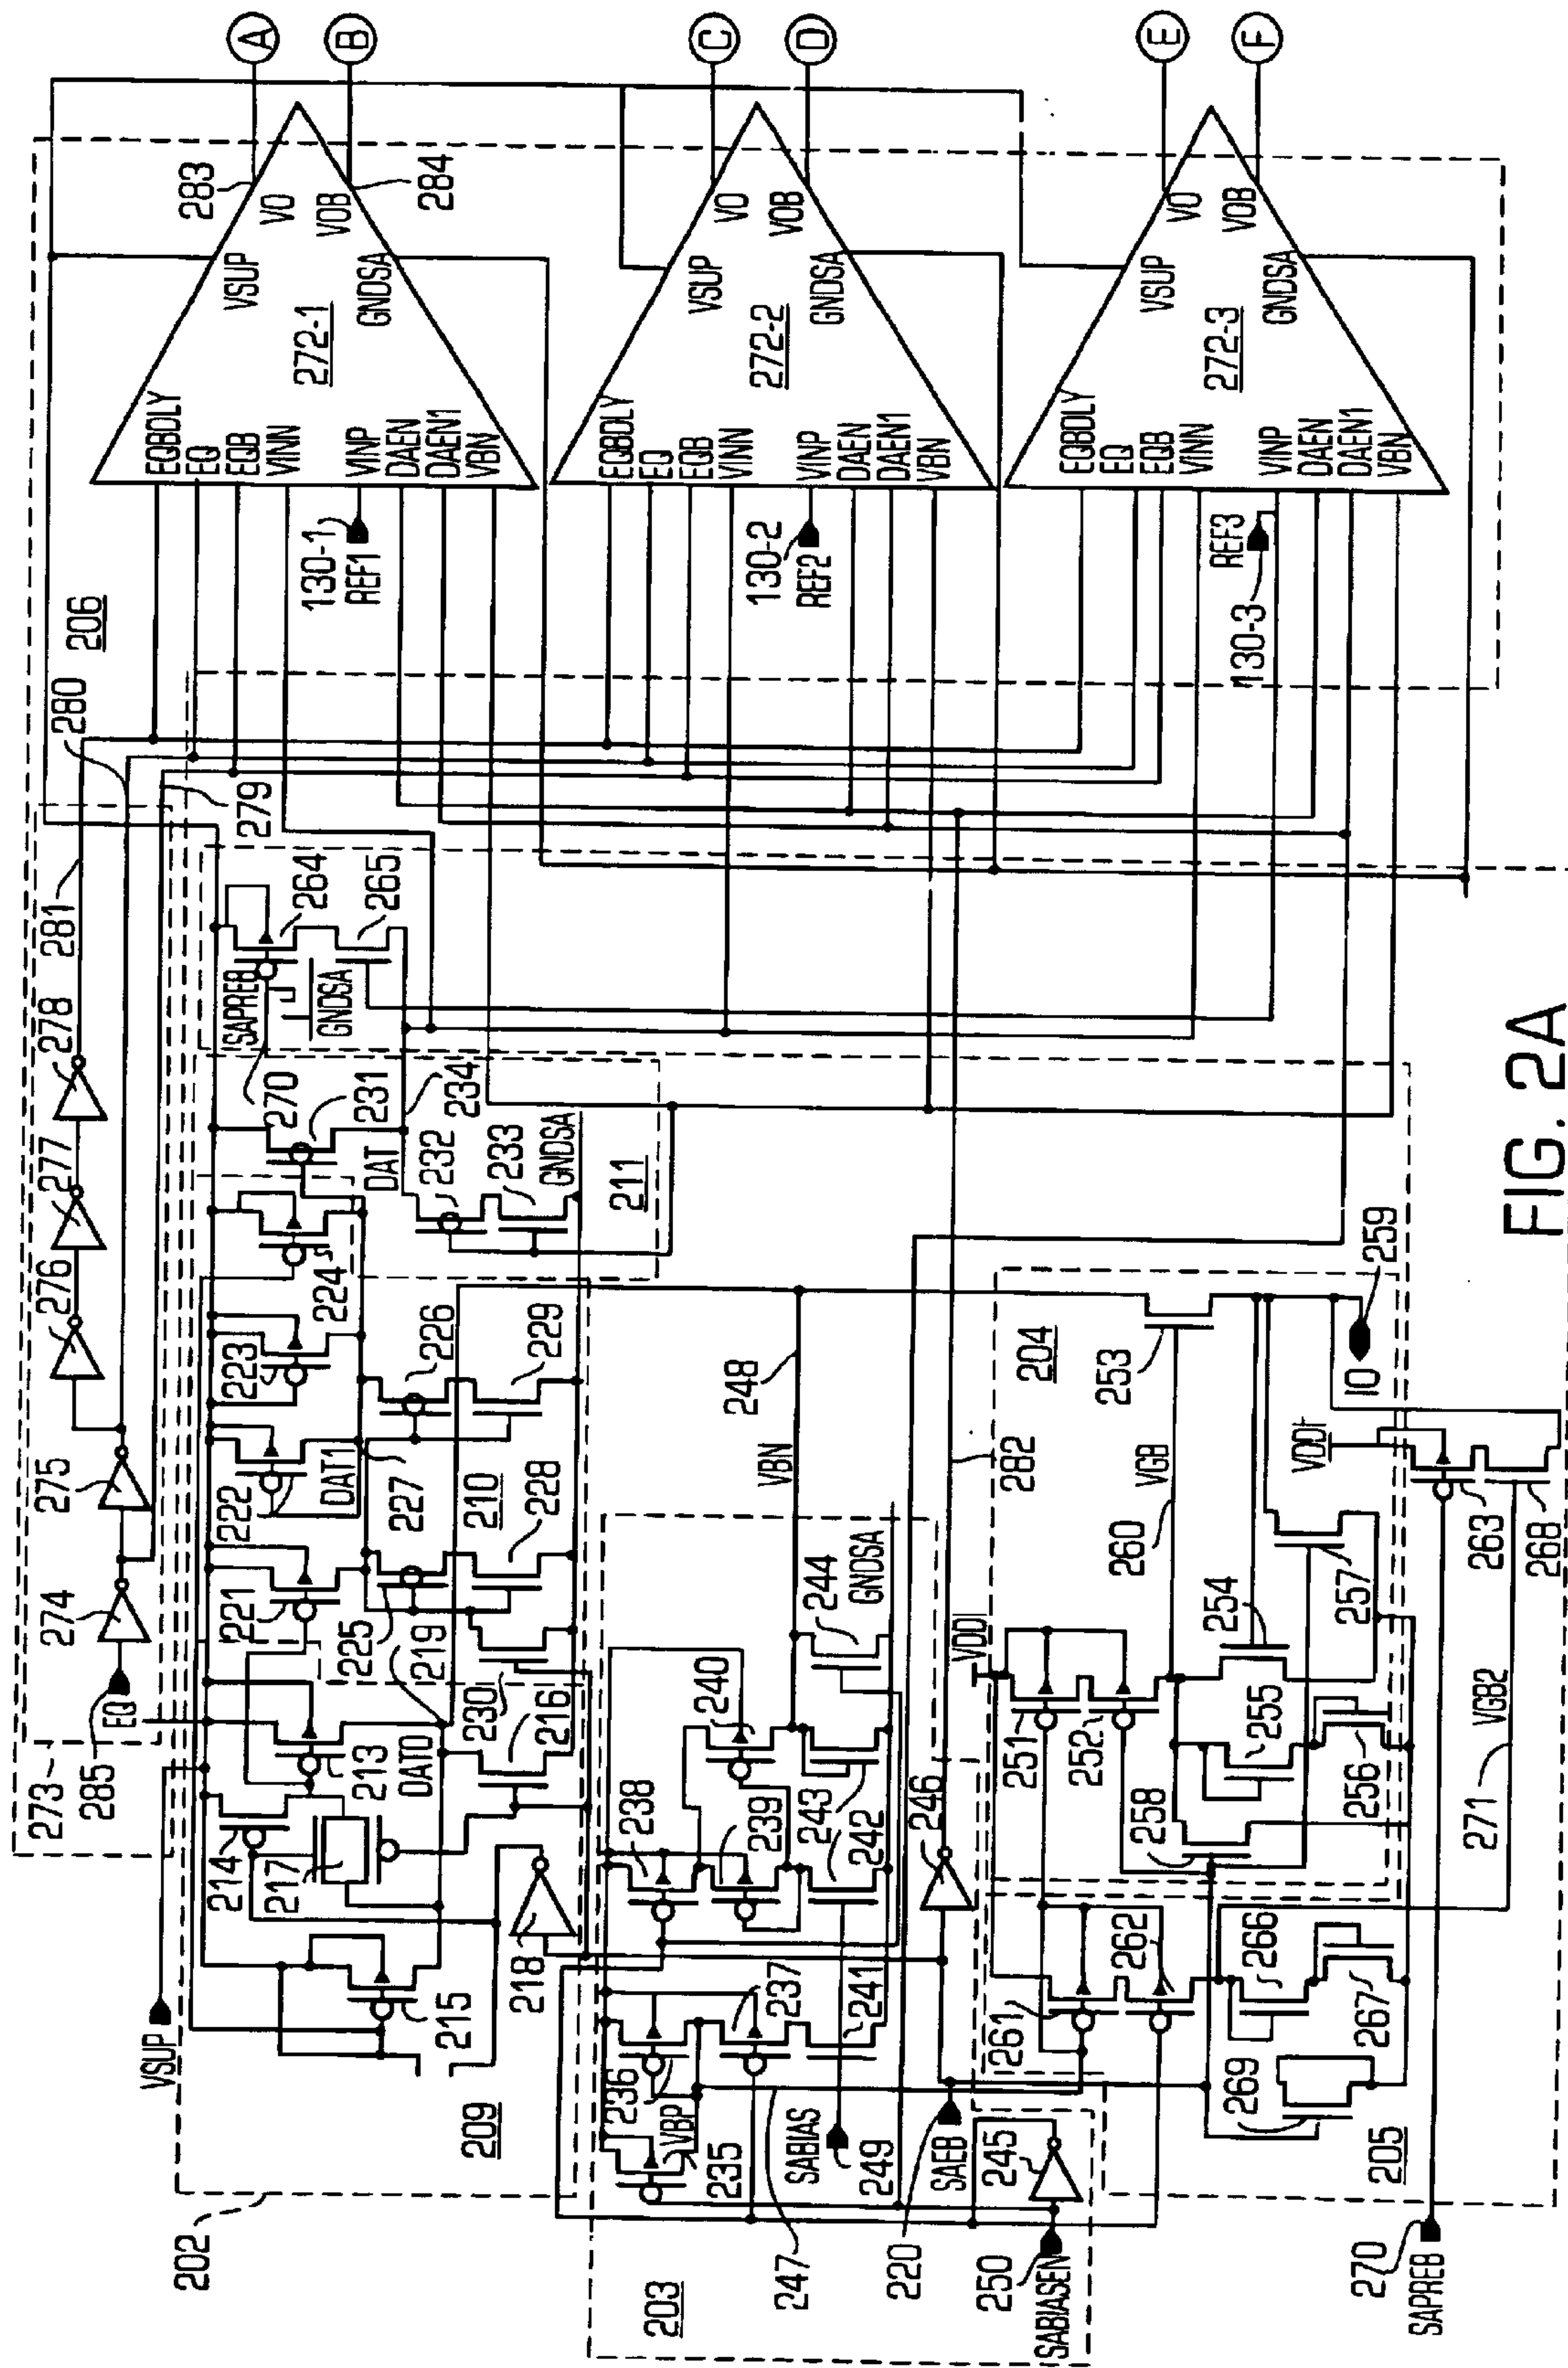 A
B
C
D
E
F
283
VO
VOB
284
VSUP
GNDSA
272-1
EQBDLY
EQ
EQB
VINN
VINP
DAEN
DAEN1
VBN
130-1
REF1
VO
VOB
VSUP
GNDSA
272-2
EQBDLY
EQ
EQB
VINN
VINP
DAEN
DAEN1
VBN
130-2
REF2
VO
VOB
VSUP
GNDSA
272-3
EQBDLY
EQ
EQB
VINN
VINP
DAEN
DAEN1
VBN
REF3
130-3
206
280
279
281
278
277
276
275
274
EQ
285
273
264
265
SAPREB
GNDSA
270
231
DAT
234
232
233
GNDSA
211
224
223
226
229
222
DAT1
227
210
228
221
225
219
230
216
213
DATO
214
217
218
215
VSUP
209
202
248
VBN
282
244
GNDSA
240
238
239
243
242
246
237
241
236
VBP
235
SABIAS
249
SAEB
220
245
247
250
SABIASEN
203
204
253
VGB
260
IO
259
VDDI
263
268
254
257
VDDI
251
252
255
256
258
VGB2
271
262
266
261
267
269
205
270
SAPREB
FIG. 2A